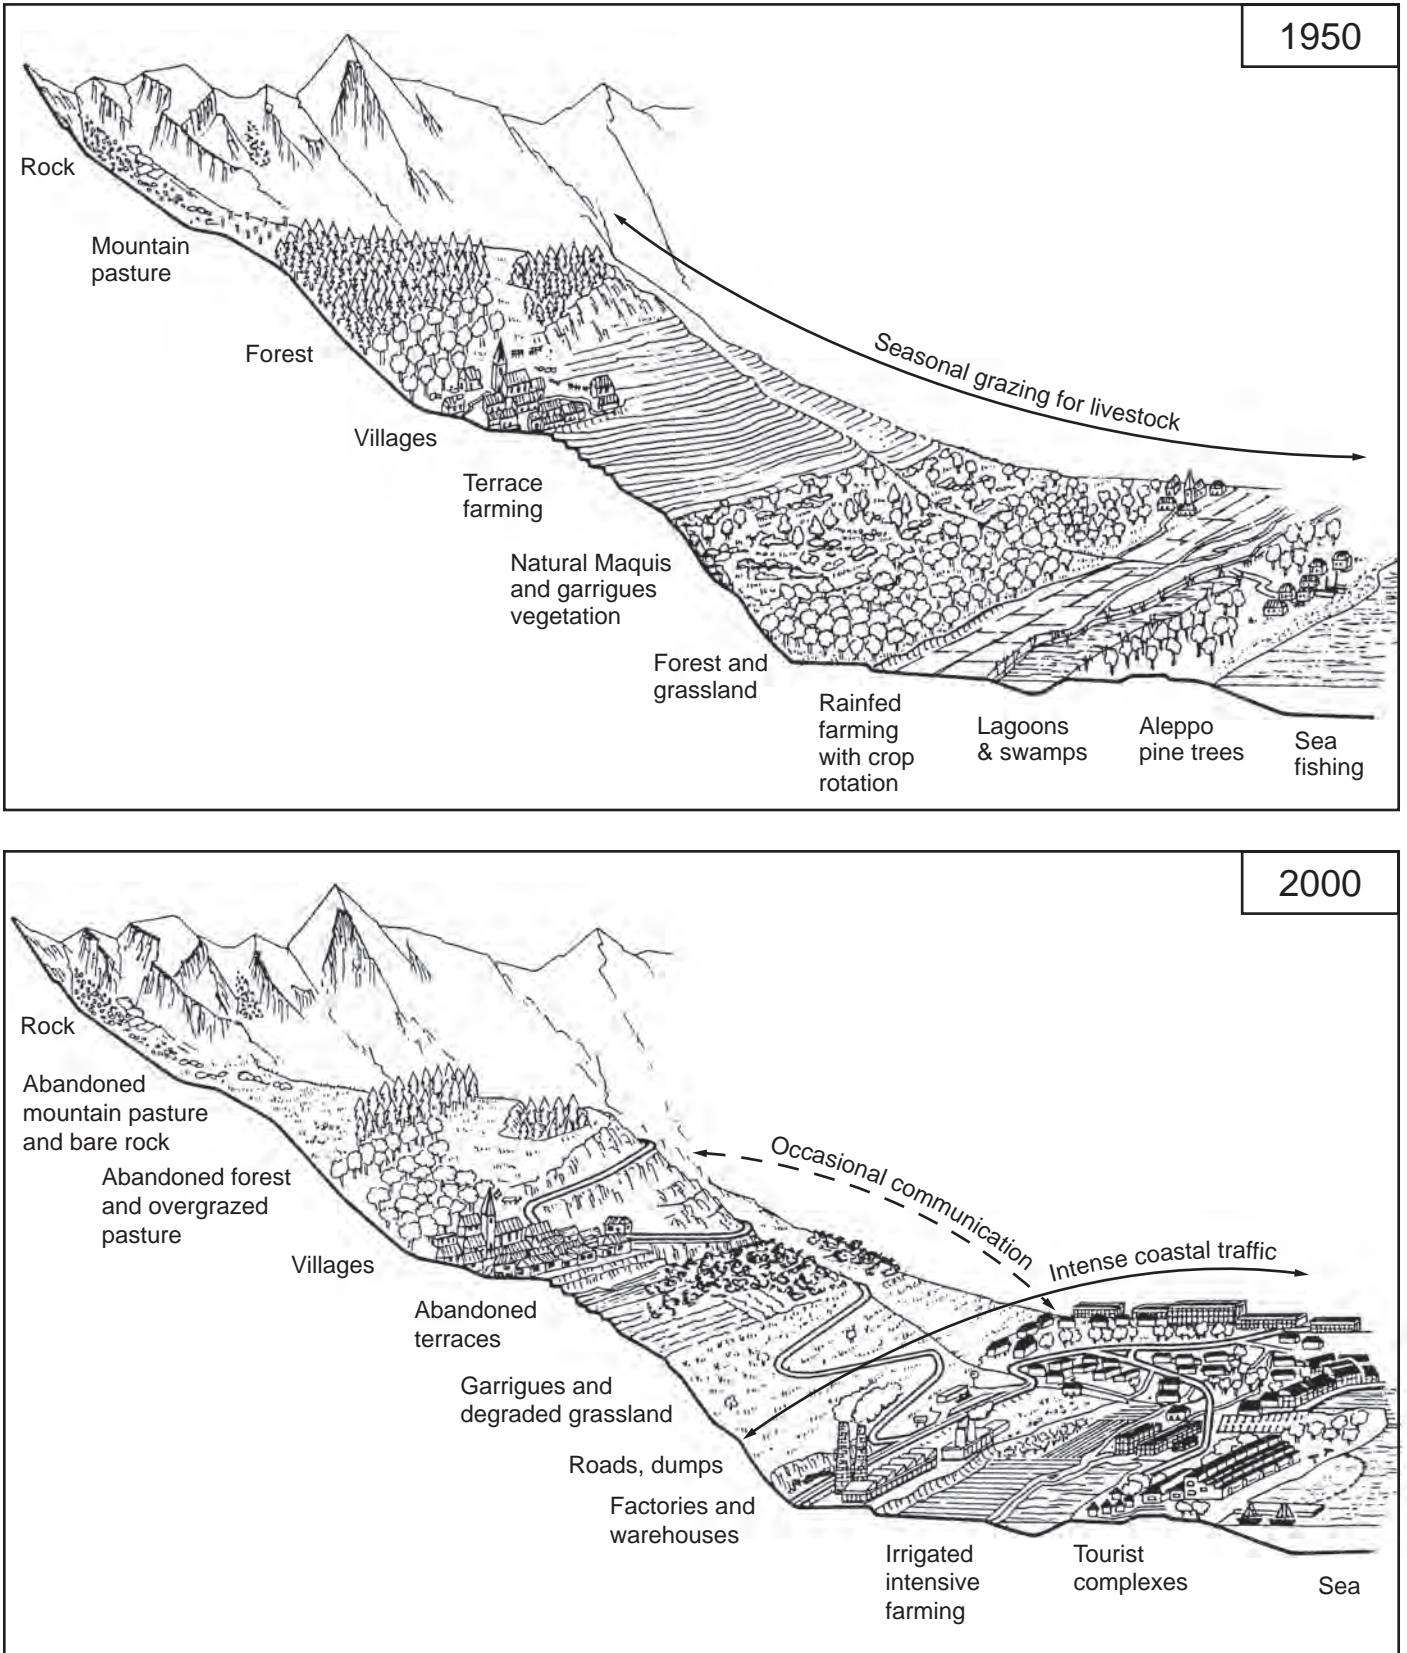 1950
Rock
Mountain
pasture
Forest
Seasonal grazing for livestock
Villages
Terrace
farming
Natural Maquis
and garrigues
vegetation
Forest and
grassland
Rainfed
farming
with crop
rotation
Lagoons
& swamps
Aleppo
pine trees
Sea
fishing
2000
Rock
Abandoned
mountain pasture
and bare rock
Abandoned forest
and overgrazed
pasture
Occasional communication
Intense coastal traffic
Villages
Abandoned
terraces
Garrigues and
degraded grassland
Roads, dumps
Factories and
warehouses
Irrigated
intensive
farming
Tourist
complexes
Sea